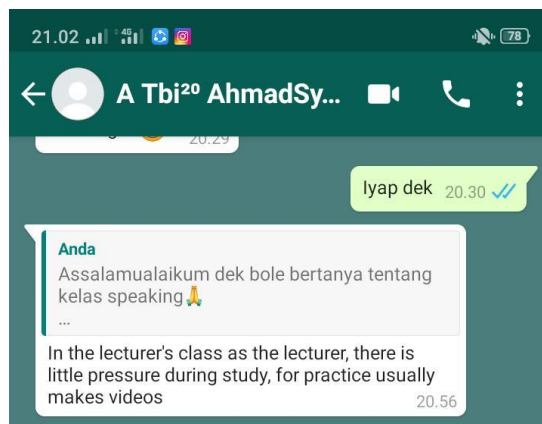 21.02
4G
78
A Tbi²⁰ AhmadSy...
20.29
Iyap dek 20.30
Anda
Assalamualaikum dek bole bertanya tentang
kelas speaking🙏
...
In the lecturer's class as the lecturer, there is
little pressure during study, for practice usually
makes videos
20.56